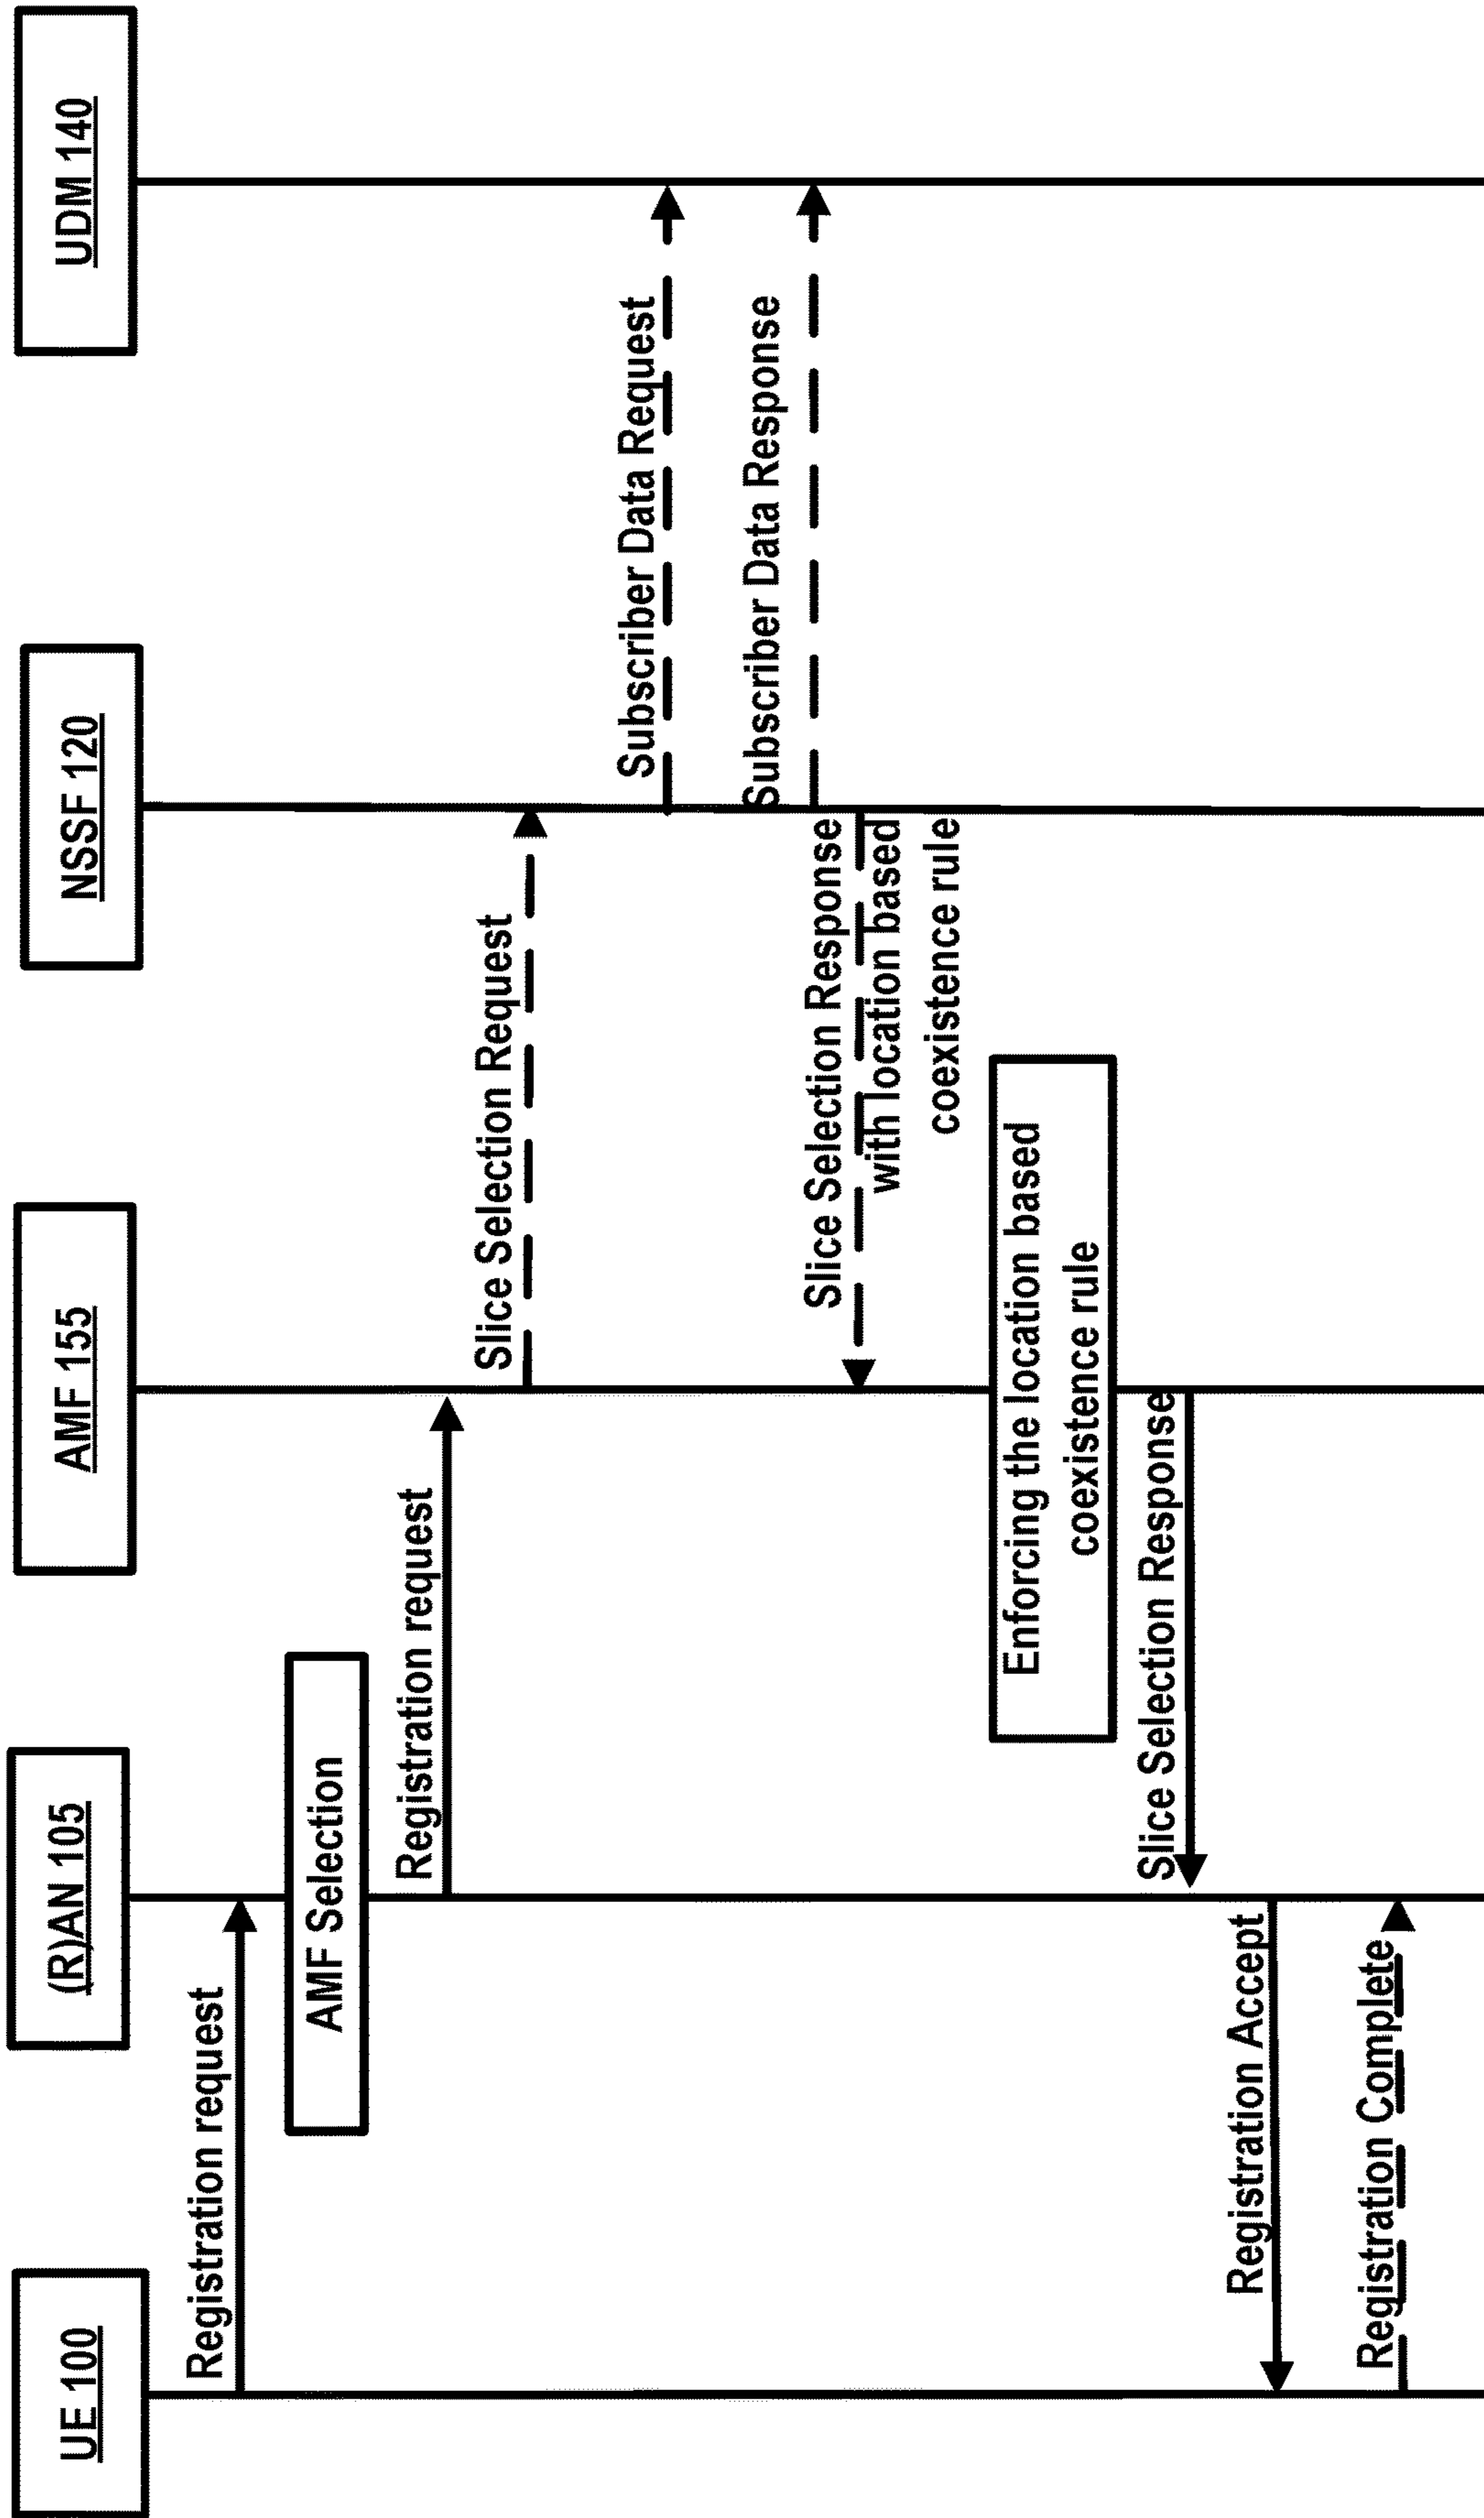 UE 100
(R)AN 105
AMF 155
NSSF 120
UDM 140
Registration request
AMF Selection
Registration request
Slice Selection Request
Subscriber Data Request
Subscriber Data Response
Slice Selection Response
with location based
coexistence rule
Enforcing the location based
coexistence rule
Slice Selection Response
Registration Accept
Registration Complete